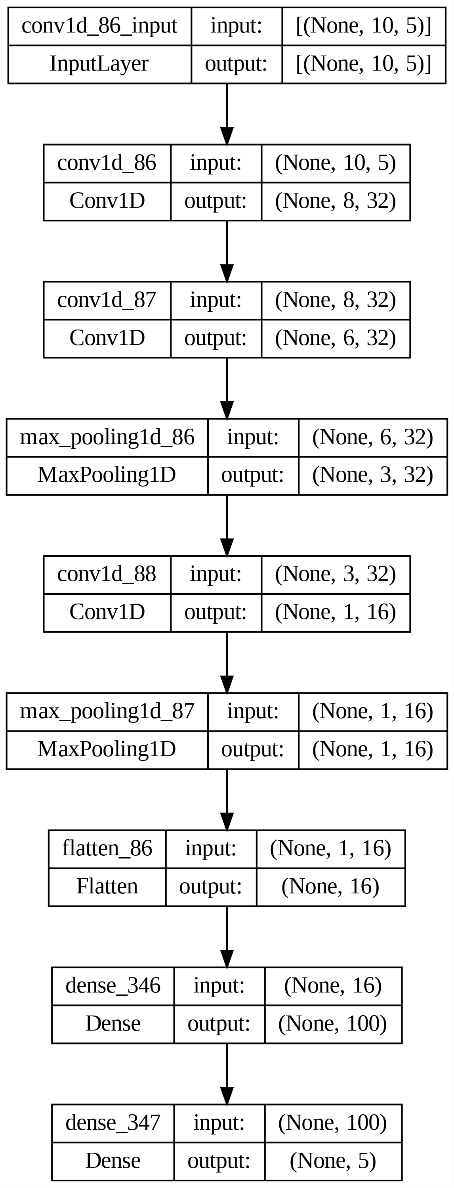 conv1d_86_input input: [(None, 10, 5)]
InputLayer output: [(None, 10, 5)]
conv1d_86 input: (None, 10, 5)
Conv1D output: (None, 8, 32)
conv1d_87 input: (None, 8, 32)
Conv1D output: (None, 6, 32)
max_pooling1d_86 input: (None, 6, 32)
MaxPooling1D output: (None, 3, 32)
conv1d_88 input: (None, 3, 32)
Conv1D output: (None, 1, 16)
max_pooling1d_87 input: (None, 1, 16)
MaxPooling1D output: (None, 1, 16)
flatten_86 input: (None, 1, 16)
Flatten output: (None, 16)
dense_346 input: (None, 16)
Dense output: (None, 100)
dense_347 input: (None, 100)
Dense output: (None, 5)